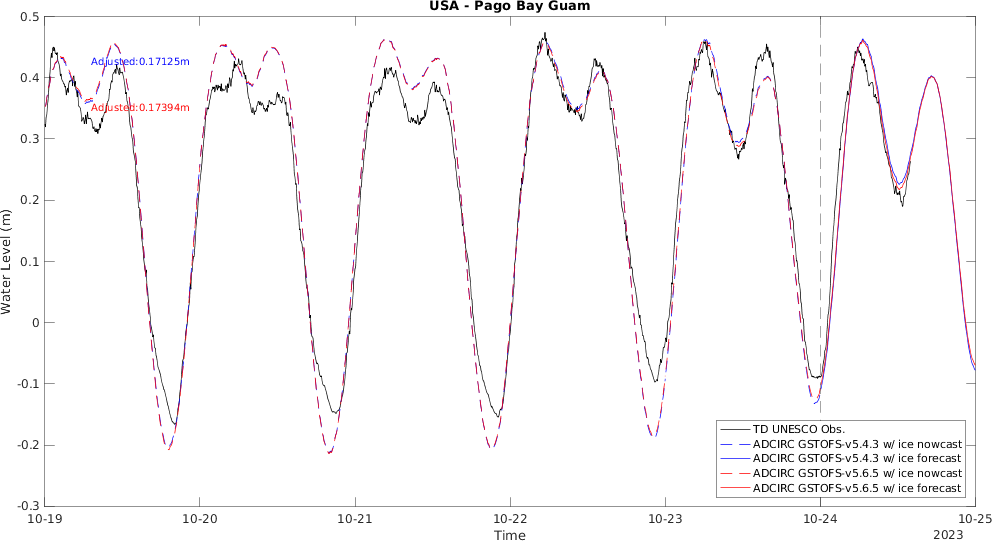 USA - Pago Bay Guam
0.5
0.4
0.3
0.2
0.1
0
-0.1
-0.2
-0.3
Water Level (m)
Adjusted:0.17125m
Adjusted:0.17394m
TD UNESCO Obs.
ADCIRC GSTOFS-v5.4.3 w/ ice nowcast
ADCIRC GSTOFS-v5.4.3 w/ ice forecast
ADCIRC GSTOFS-v5.6.5 w/ ice nowcast
ADCIRC GSTOFS-v5.6.5 w/ ice forecast
10-19 10-20 10-21 10-22 10-23 10-24 10-25
Time
2023